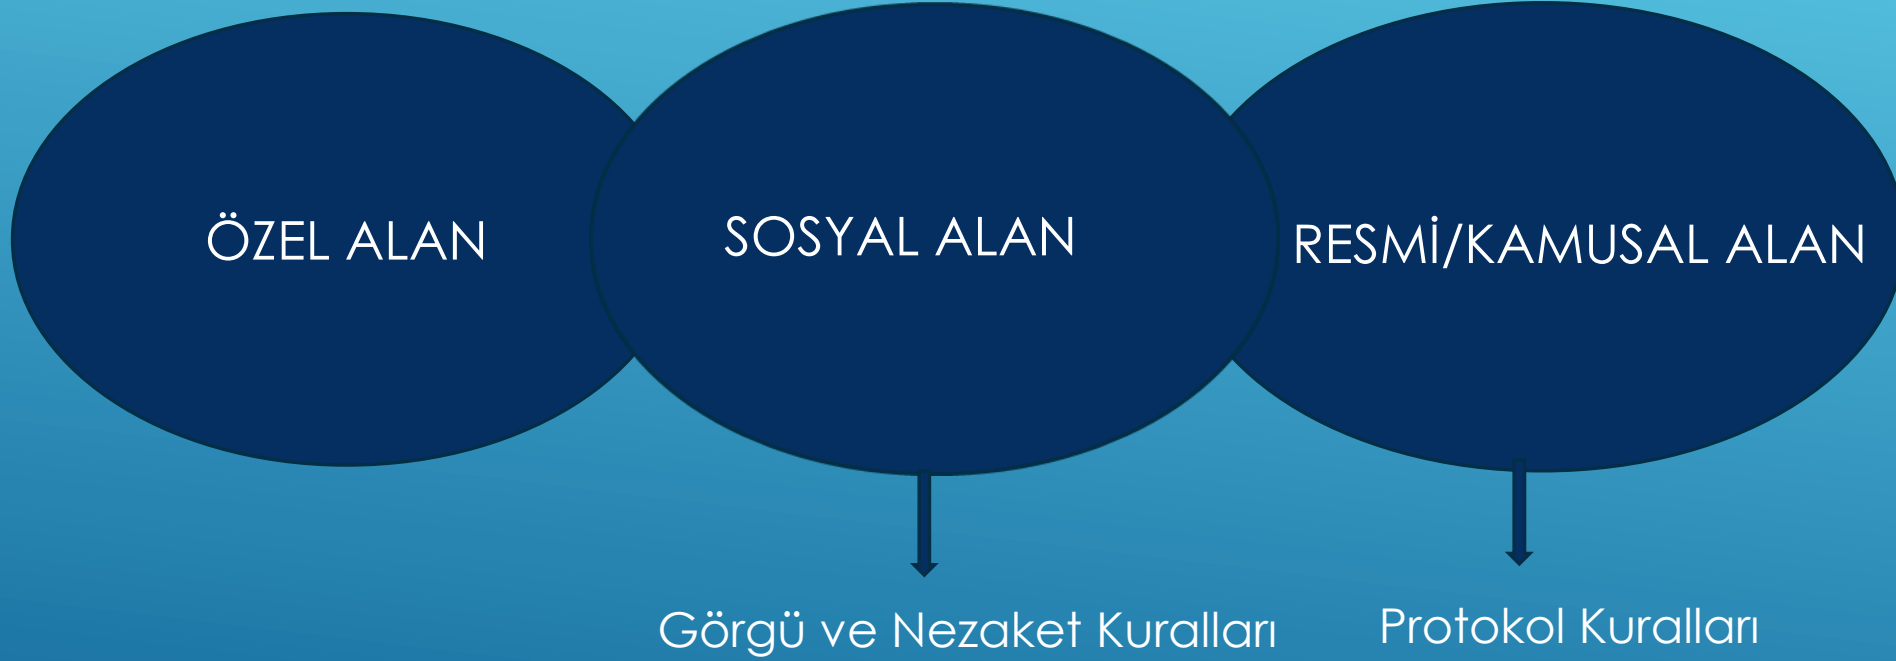 ÖZEL ALAN
SOSYAL ALAN
RESMİ/KAMUSAL ALAN
Görgü ve Nezaket Kuralları
Protokol Kuralları